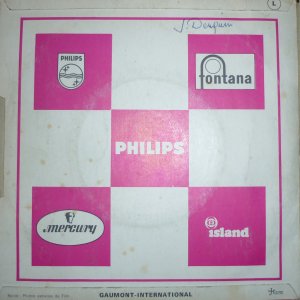 L
PHILIPS
fontana
PHILIPS
mercury
island
GAUMONT-INTERNATIONAL